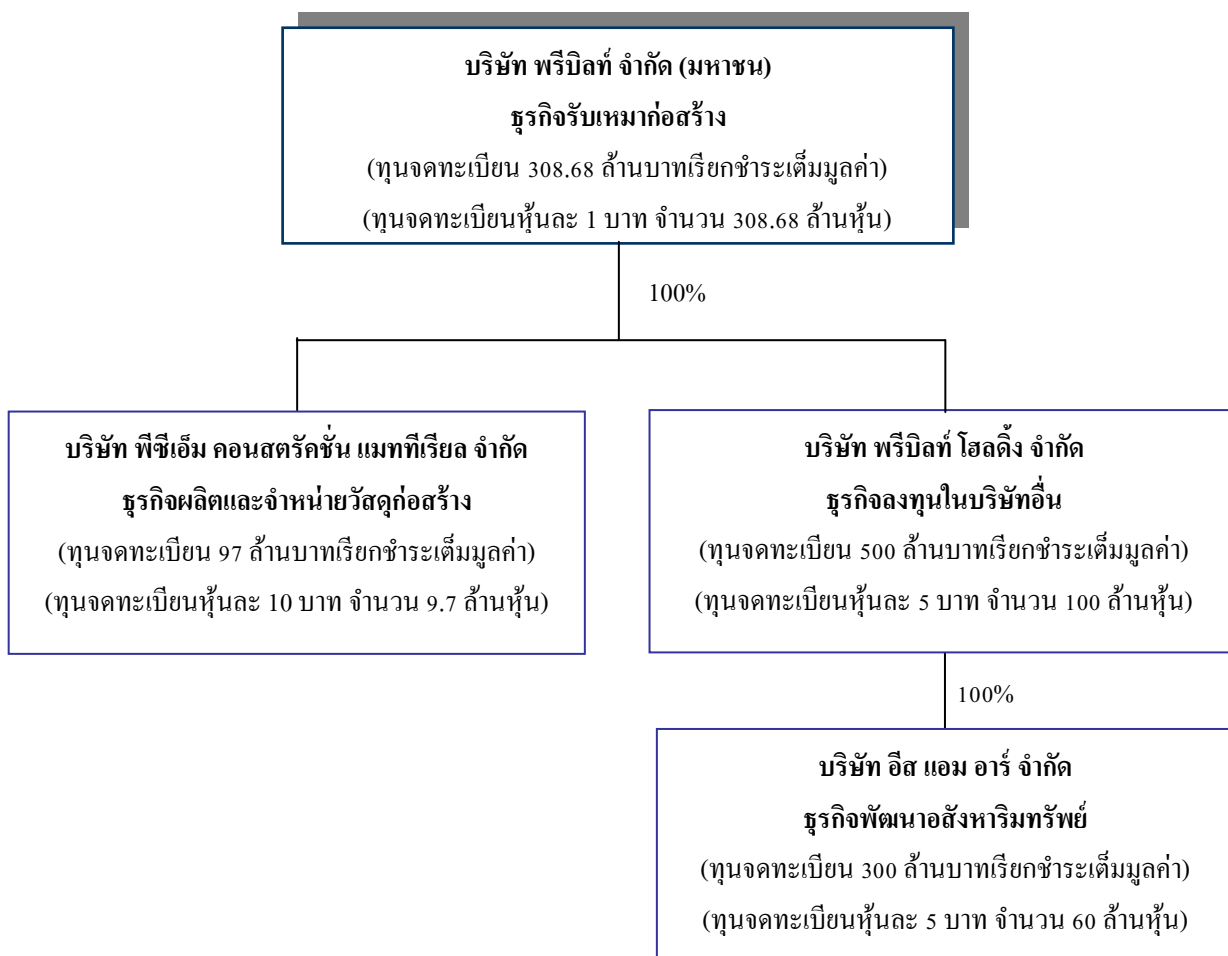 บริษัท พรีบิลท์ จำกัด (มหาชน)
ธุรกิจรับเหมาก่อสร้าง
(ทุนจดทะเบียน 308.68 ล้านบาทเรียกชำระเต็มมูลค่า)
(ทุนจดทะเบียนหุ้นละ 1 บาท จำนวน 308.68 ล้านหุ้น)
100%
บริษัท พีซีเอ็ม คอนสตรัคชั่น แมททีเรียล จำกัด
ธุรกิจผลิตและจำหน่ายวัสดุก่อสร้าง
(ทุนจดทะเบียน 97 ล้านบาทเรียกชำระเต็มมูลค่า)
(ทุนจดทะเบียนหุ้นละ 10 บาท จำนวน 9.7 ล้านหุ้น)
บริษัท พรีบิลท์ โฮลดิ้ง จำกัด
ธุรกิจลงทุนในบริษัทอื่น
(ทุนจดทะเบียน 500 ล้านบาทเรียกชำระเต็มมูลค่า)
(ทุนจดทะเบียนหุ้นละ 5 บาท จำนวน 100 ล้านหุ้น)
100%
บริษัท อีส แอม อาร์ จำกัด
ธุรกิจพัฒนาอสังหาริมทรัพย์
(ทุนจดทะเบียน 300 ล้านบาทเรียกชำระเต็มมูลค่า)
(ทุนจดทะเบียนหุ้นละ 5 บาท จำนวน 60 ล้านหุ้น)